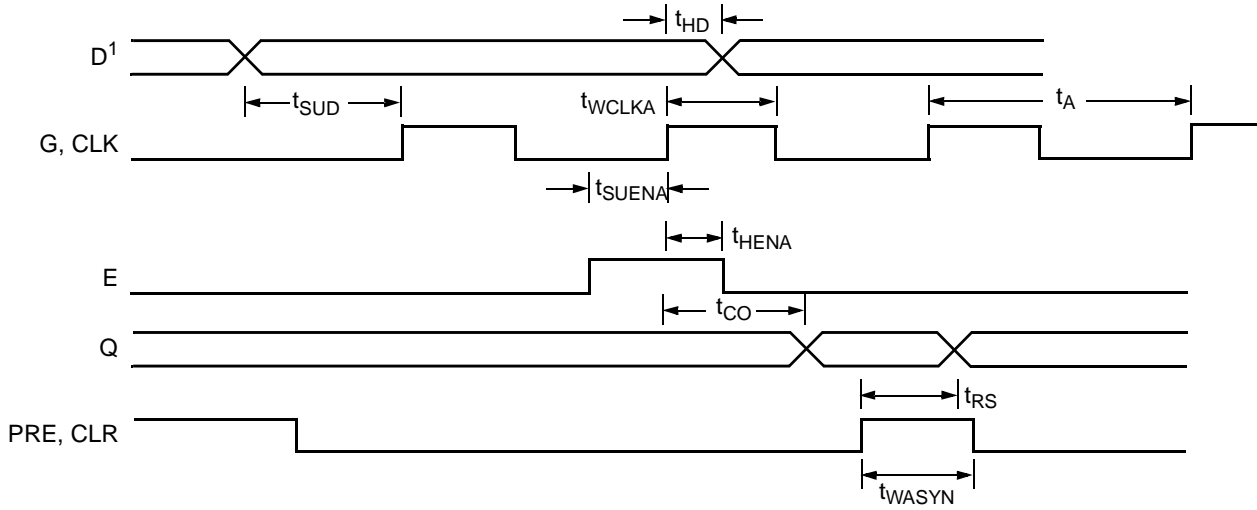 tHD
D1
tSUD
tWCLKA
tA
G, CLK
tSUENA
tHENA
E
tCO
Q
tRS
PRE, CLR
tWASYN